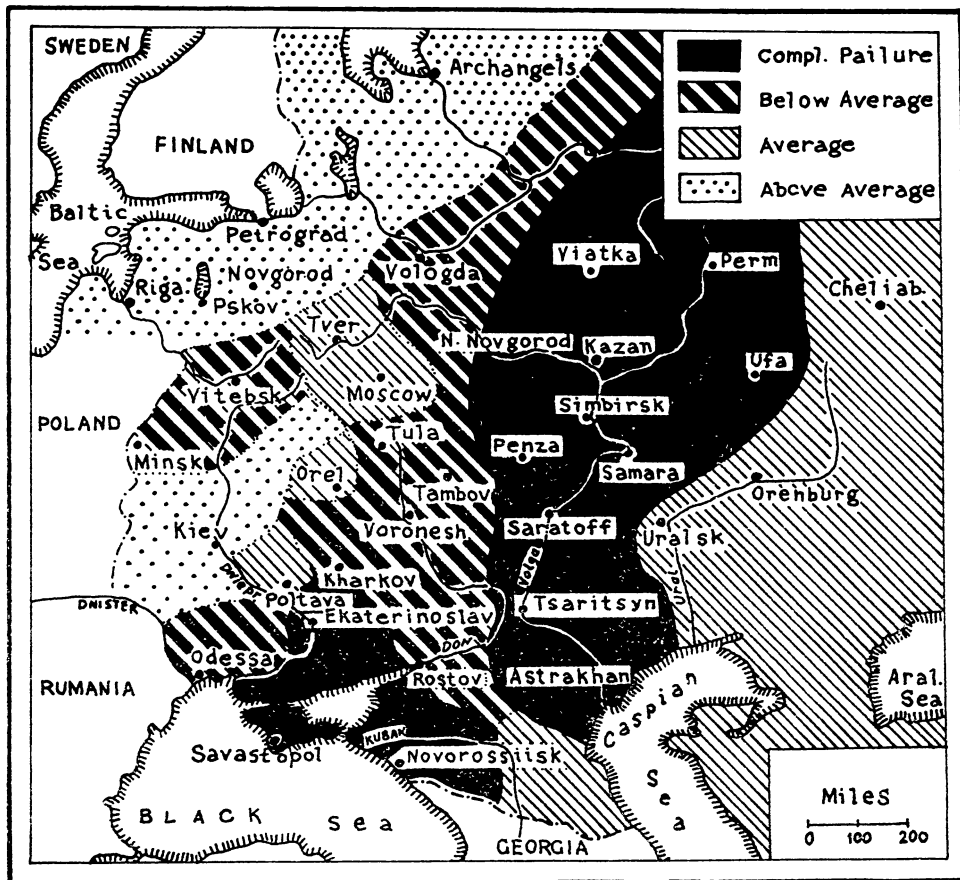 SWEDEN
Archangels
Compl. Pailure
Below Average
Average
Abcve Average
FINLAND
Baltic
Sea
Petrograd
Viatka
Perm
Vologda
Novgorod
Riga
Pskov
Cheliab.
Tver
N. Novgorod
Kazan
Ufa
Vitebsk
Moscow
Simbirsk
POLAND
Tula
Penza
Minsk
Orel
Samara
Tambov
Orenburg
Kiev
Voronesh
Saratoff
Uralsk
Volga
Ural
Dniepr
Kharkov
Poltava
DNISTER
Ekaterinoslav
Tsaritsyn
DON
Odessa
RUMANIA
Rostov
Astrakhan
Caspian
Sea
Aral.
Sea
KUBAK
Savastopol
Novorossiisk
BLACK Sea
GEORGIA
Miles
0 100 200